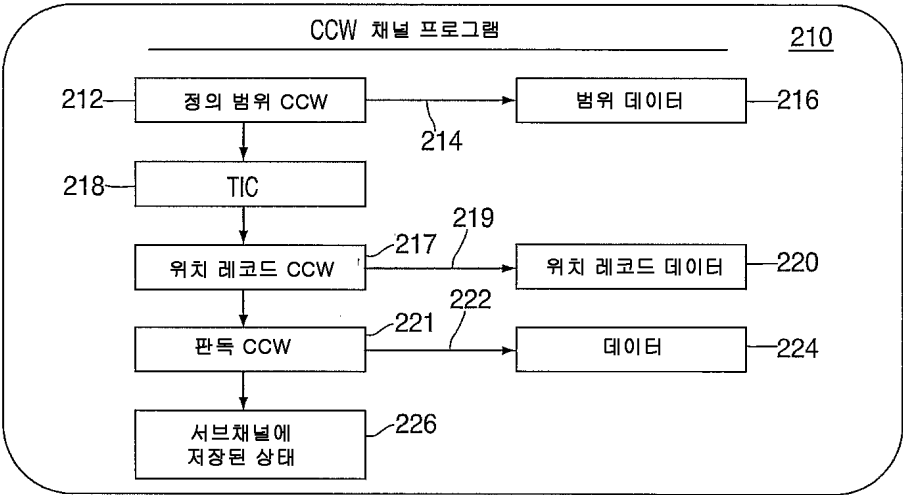 CCW 채널 프로그램
210
212
정의 범위 CCW
214
범위 데이터
216
218
TIC
217
위치 레코드 CCW
219
위치 레코드 데이터
220
221
판독 CCW
222
데이터
224
서브채널에
저장된 상태
226